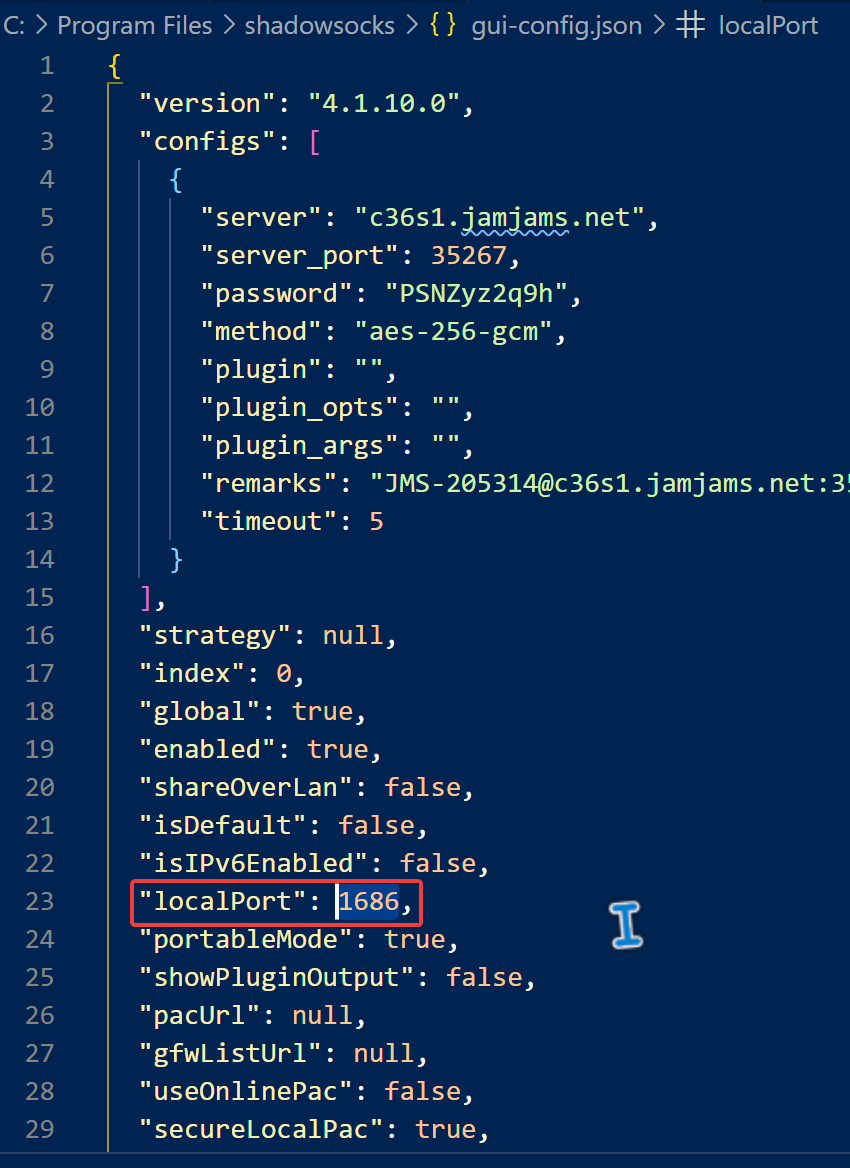 C: > Program Files > shadowsocks > {} gui-config.json > # localPort
1 {
2 "version": "4.1.10.0",
3 "configs": [
4 {
5 "server": "c36s1.jamjams.net",
6 "server_port": 35267,
7 "password": "PSNZyz2q9h",
8 "method": "aes-256-gcm",
9 "plugin": "",
10 "plugin_opts": "",
11 "plugin_args": "",
12 "remarks": "JMS-205314@c36s1.jamjams.net:35
13 "timeout": 5
14 }
15 ],
16 "strategy": null,
17 "index": 0,
18 "global": true,
19 "enabled": true,
20 "shareOverLan": false,
21 "isDefault": false,
22 "isIPv6Enabled": false,
23 "localPort": 1686,
24 "portableMode": true,
25 "showPluginOutput": false,
26 "pacUrl": null,
27 "gfwListUrl": null,
28 "useOnlinePac": false,
29 "secureLocalPac": true,